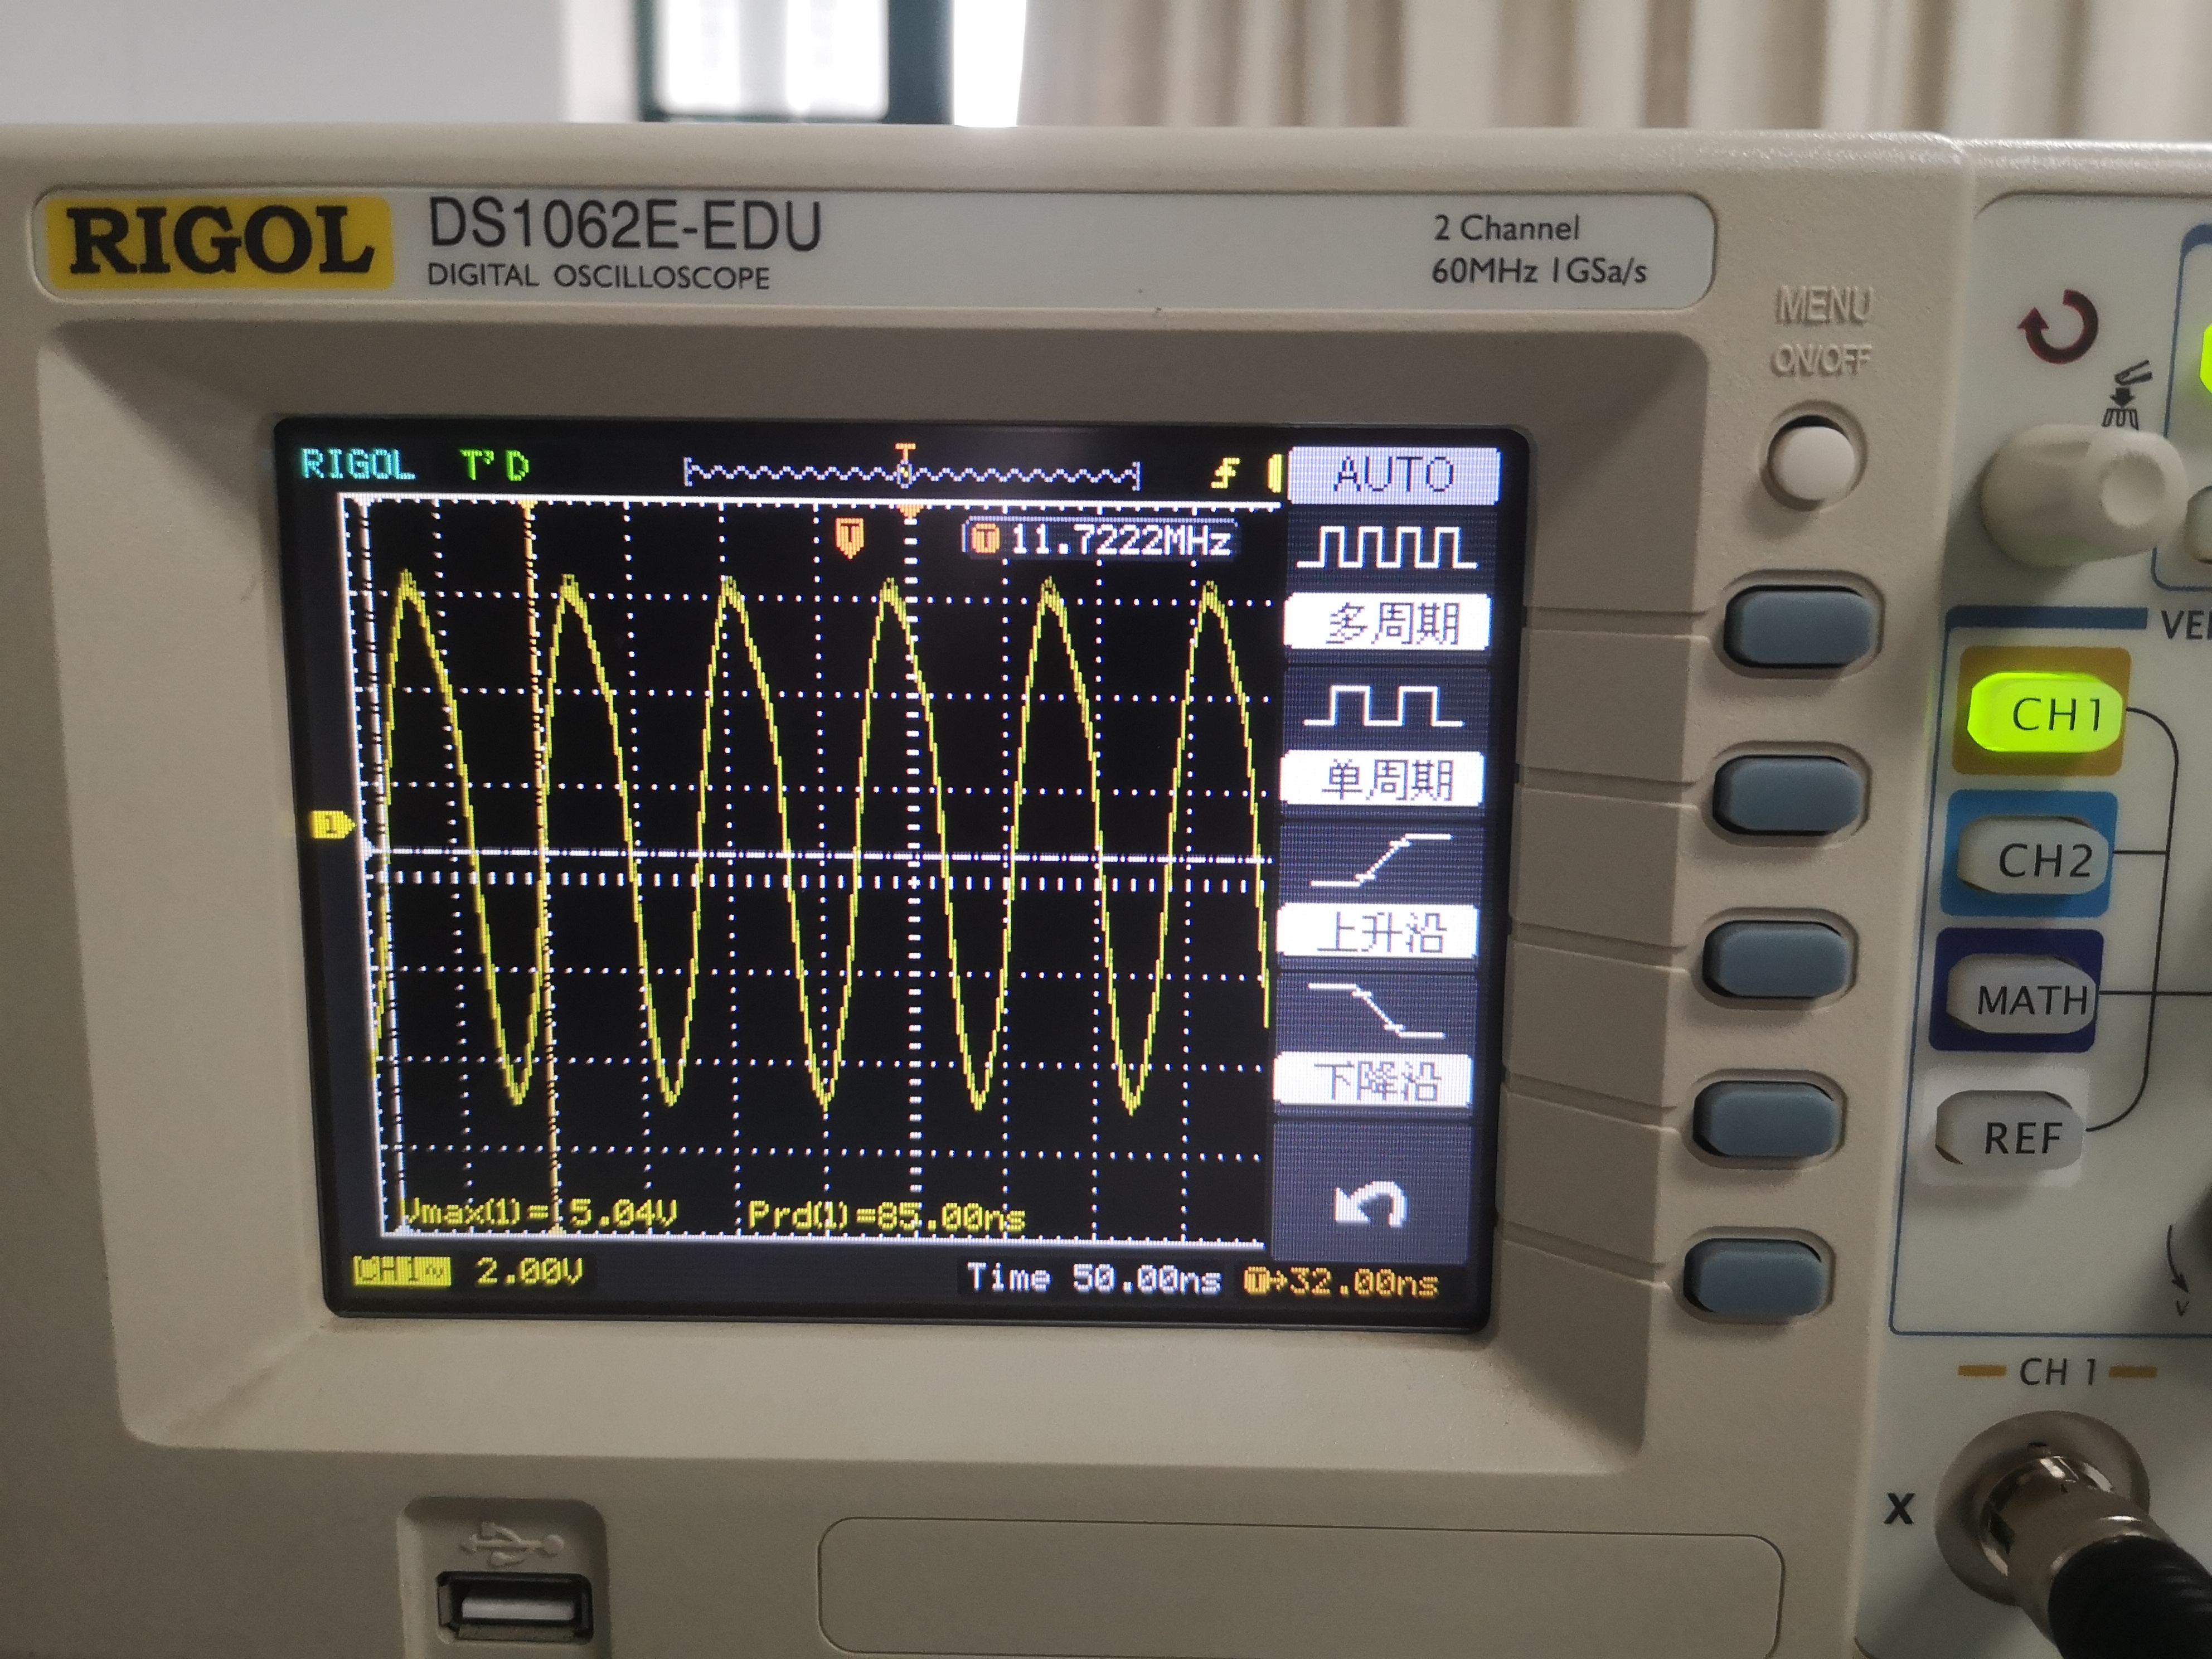 RIGOL DS1062E-EDU
DIGITAL OSCILLOSCOPE
2 Channel
60MHz 1GSa/s
MENU
ON/OFF
RIGOL T'D T AUTO
T 11.7222MHz
多周期
单周期
1
上升沿
下降沿
Vmax(1)= 5.04V Prd(1)=85.00ns
CH1~ 2.00V Time 50.00ns T→32.00ns
CH1
CH2
MATH
REF
CH 1
X